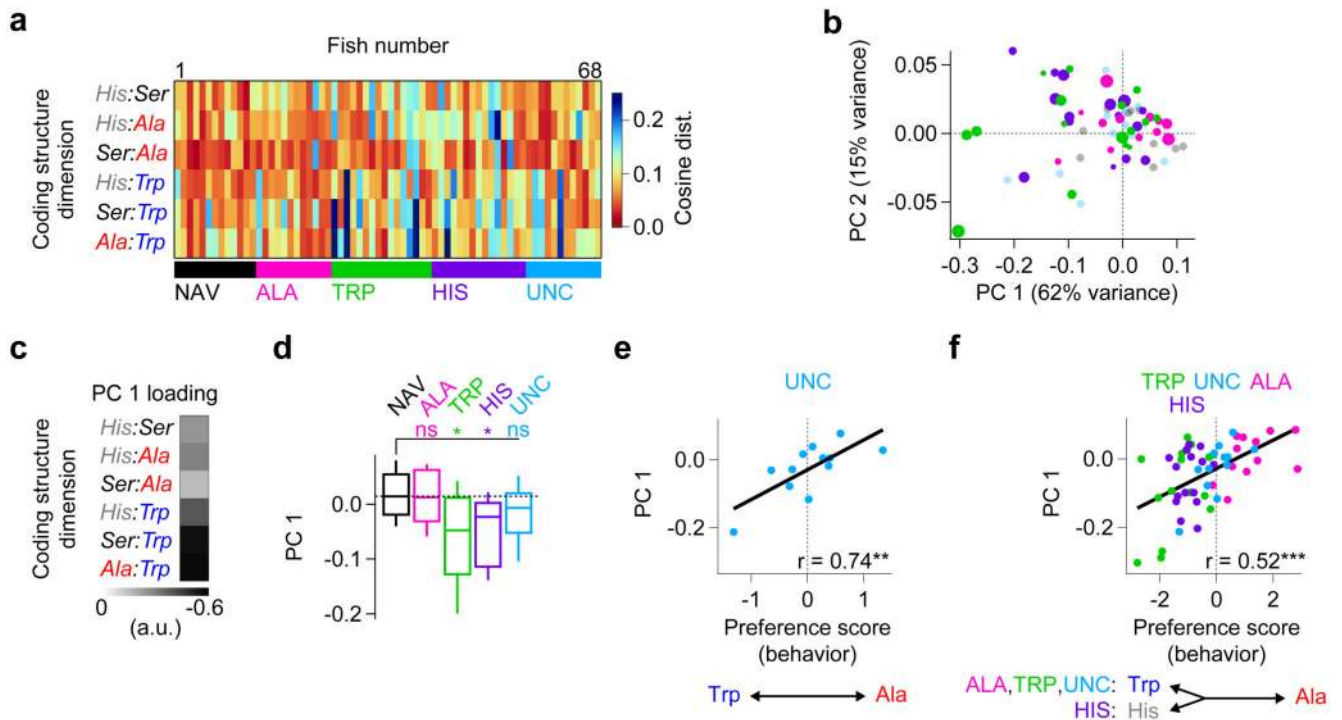 a
Fish number
1 68
Coding structure dimension
His:Ser
His:Ala
Ser:Ala
His:Trp
Ser:Trp
Ala:Trp
NAV ALA TRP HIS UNC
0.2
0.1
0.0
Cosine dist.
b
PC 2 (15% variance)
0.05
0.00
-0.05
-0.3 -0.2 -0.1 0.0 0.1
PC 1 (62% variance)
c
PC 1 loading
Coding structure dimension
His:Ser
His:Ala
Ser:Ala
His:Trp
Ser:Trp
Ala:Trp
0 -0.6
(a.u.)
d
NAV ALA TRP HIS UNC
ns * * ns
PC 1
0.0
-0.1
-0.2
e
UNC
PC 1
0.0
-0.2
r = 0.74**
-1 0 1
Preference score
(behavior)
Trp Ala
f
TRP UNC ALA
HIS
PC 1
0.0
-0.2
r = 0.52***
-2 0 2
Preference score
(behavior)
ALA,TRP,UNC: Trp
Ala
HIS: His